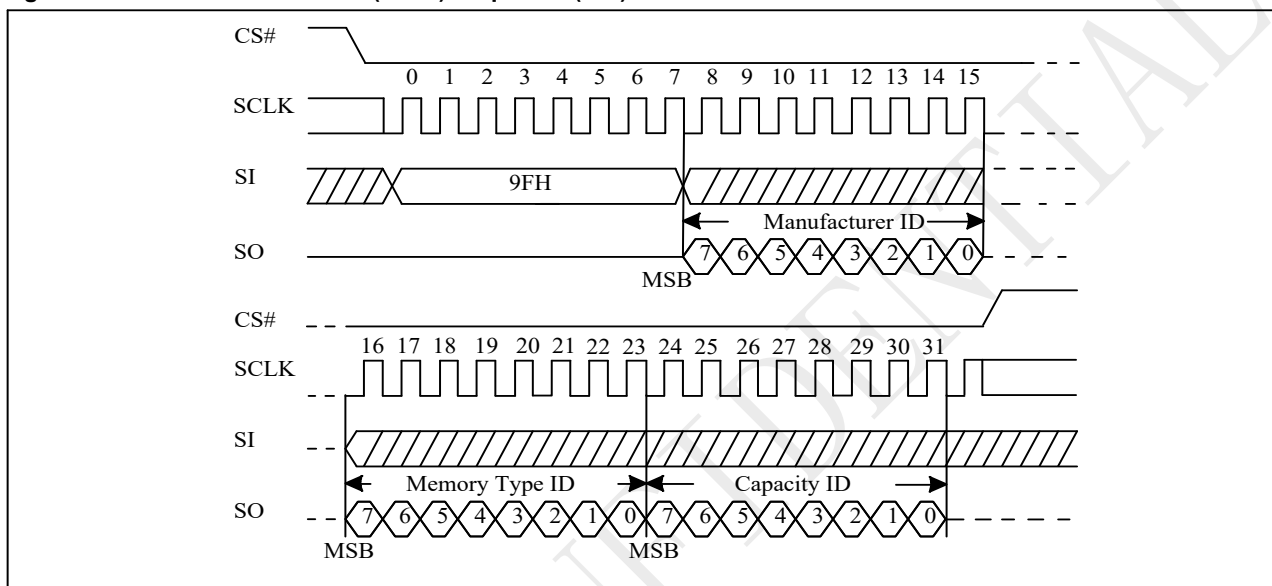 CS#
0 1 2 3 4 5 6 7 8 9 10 11 12 13 14 15
SCLK
SI
9FH
Manufacturer ID
SO
7 6 5 4 3 2 1 0
MSB
CS#
16 17 18 19 20 21 22 23 24 25 26 27 28 29 30 31
SCLK
SI
Memory Type ID Capacity ID
SO
7 6 5 4 3 2 1 0 7 6 5 4 3 2 1 0
MSB MSB